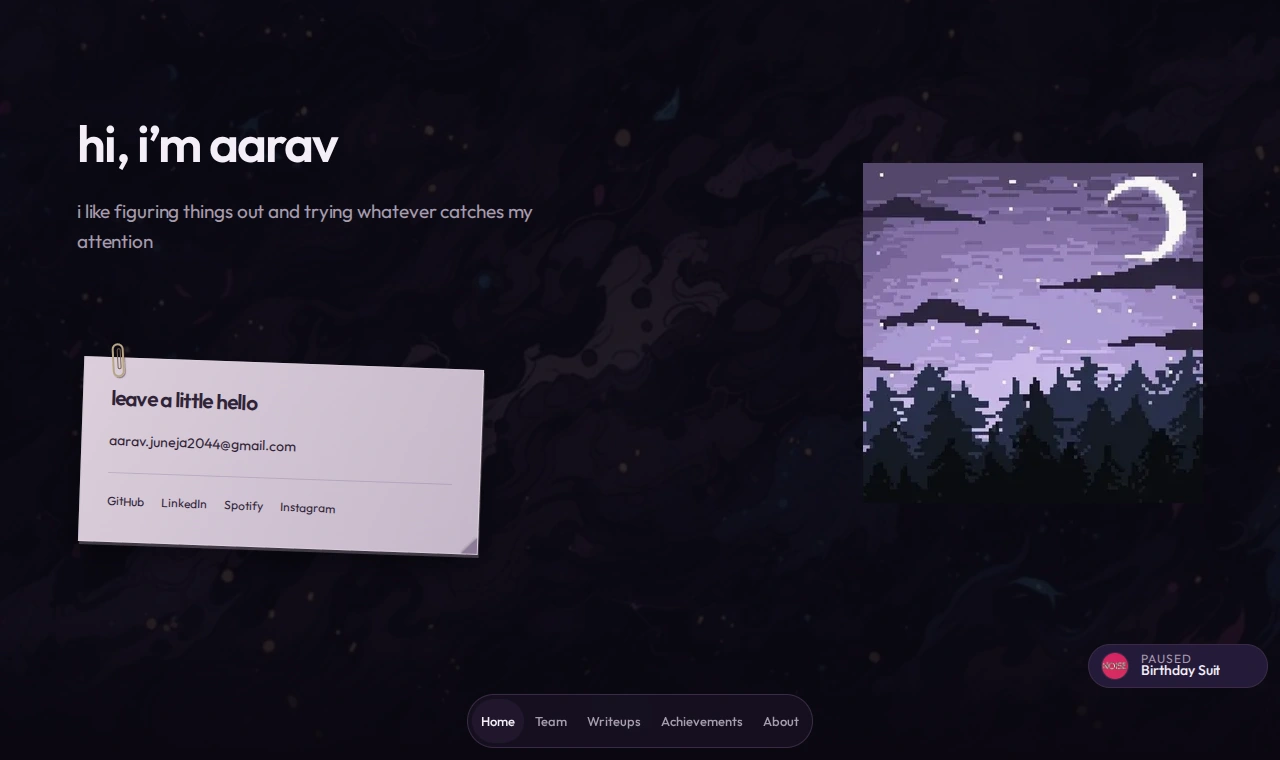 hi, i’m aarav
i like figuring things out and trying whatever catches my
attention
leave a little hello
aarav.juneja2044@gmail.com
GitHub LinkedIn Spotify Instagram
NOISE
PAUSED
Birthday Suit
Home Team Writeups Achievements About